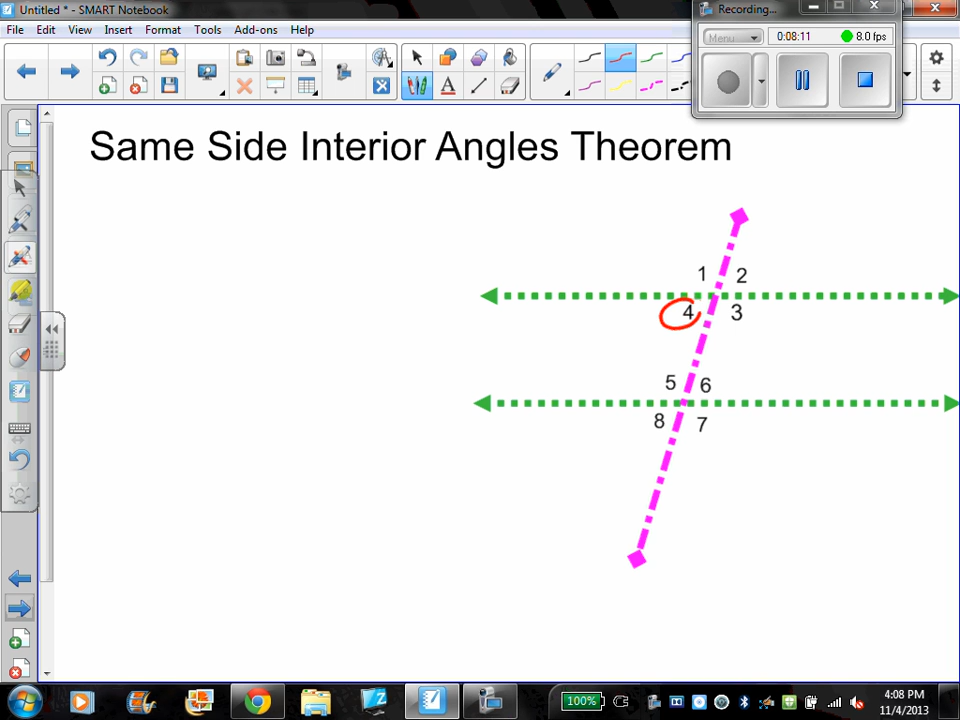 Untitled * - SMART Notebook
Recording...
File Edit View Insert Format Tools Add-ons Help
Menu 0:08:11 8.0 fps
Same Side Interior Angles Theorem
1 2
4 3
5 6
8 7
100%
4:08 PM
11/4/2013